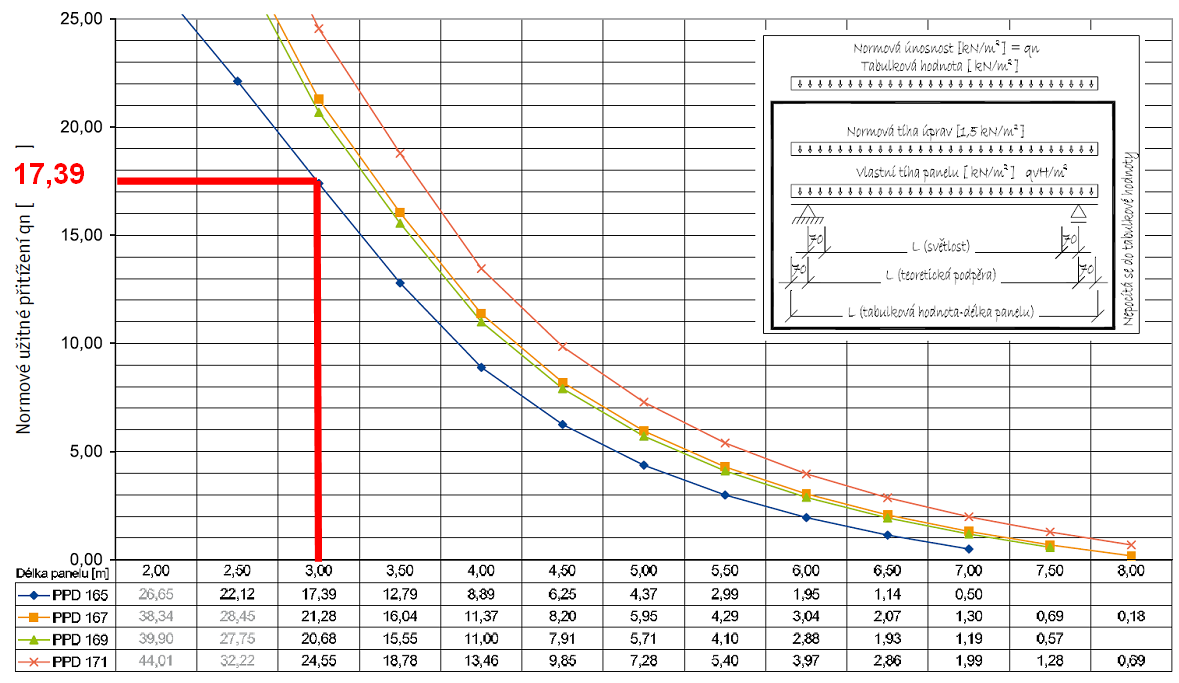 25,00
20,00
17,39
15,00
10,00
5,00
0,00
Normové užitné přitížení qn [ ]
Normová únosnost [kN/m²] = qn
Tabulková hodnota [ kN/m²]
Normová tíha úprav [1,5 kN/m²]
Vlastní tíha panelu [ kN/m²] qvH/m²
70 L (světlost) 70
70 L (teoretická podpěra) 70
L (tabulková hodnota-délka panelu)
Nepočítá se do tabulkové hodnoty
Délka panelu [m] 2,00 2,50 3,00 3,50 4,00 4,50 5,00 5,50 6,00 6,50 7,00 7,50 8,00
PPD 165 26,65 22,12 17,39 12,79 8,89 6,25 4,37 2,99 1,95 1,14 0,50
PPD 167 38,34 28,45 21,28 16,04 11,37 8,20 5,95 4,29 3,04 2,07 1,30 0,69 0,18
PPD 169 39,90 27,75 20,68 15,55 11,00 7,91 5,71 4,10 2,88 1,93 1,19 0,57
PPD 171 44,01 32,22 24,55 18,78 13,46 9,85 7,28 5,40 3,97 2,86 1,99 1,28 0,69